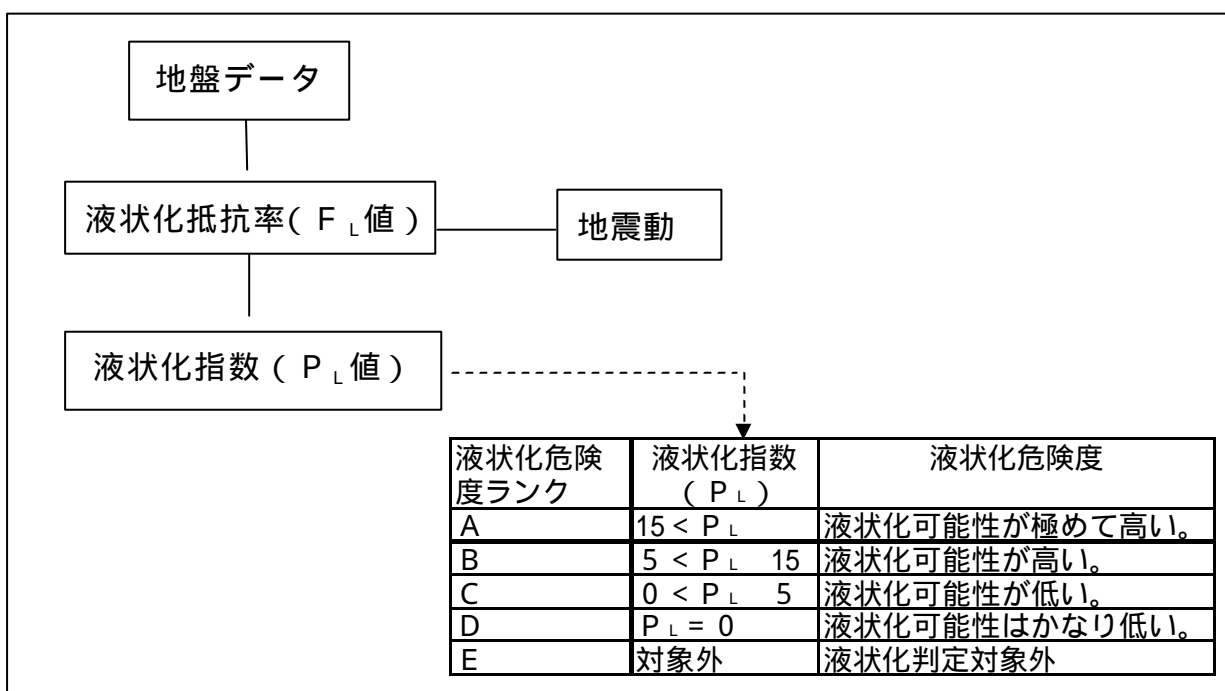 地盤データ
液状化抵抗率(ＦL値)
地震動
液状化指数(ＰL値)
液状化危険度ランク 液状化指数(ＰL) 液状化危険度
A 15<ＰL 液状化可能性が極めて高い。
B 5<ＰL 15 液状化可能性が高い。
C 0<ＰL 5 液状化可能性が低い。
D ＰL=0 液状化可能性はかなり低い。
E 対象外 液状化判定対象外